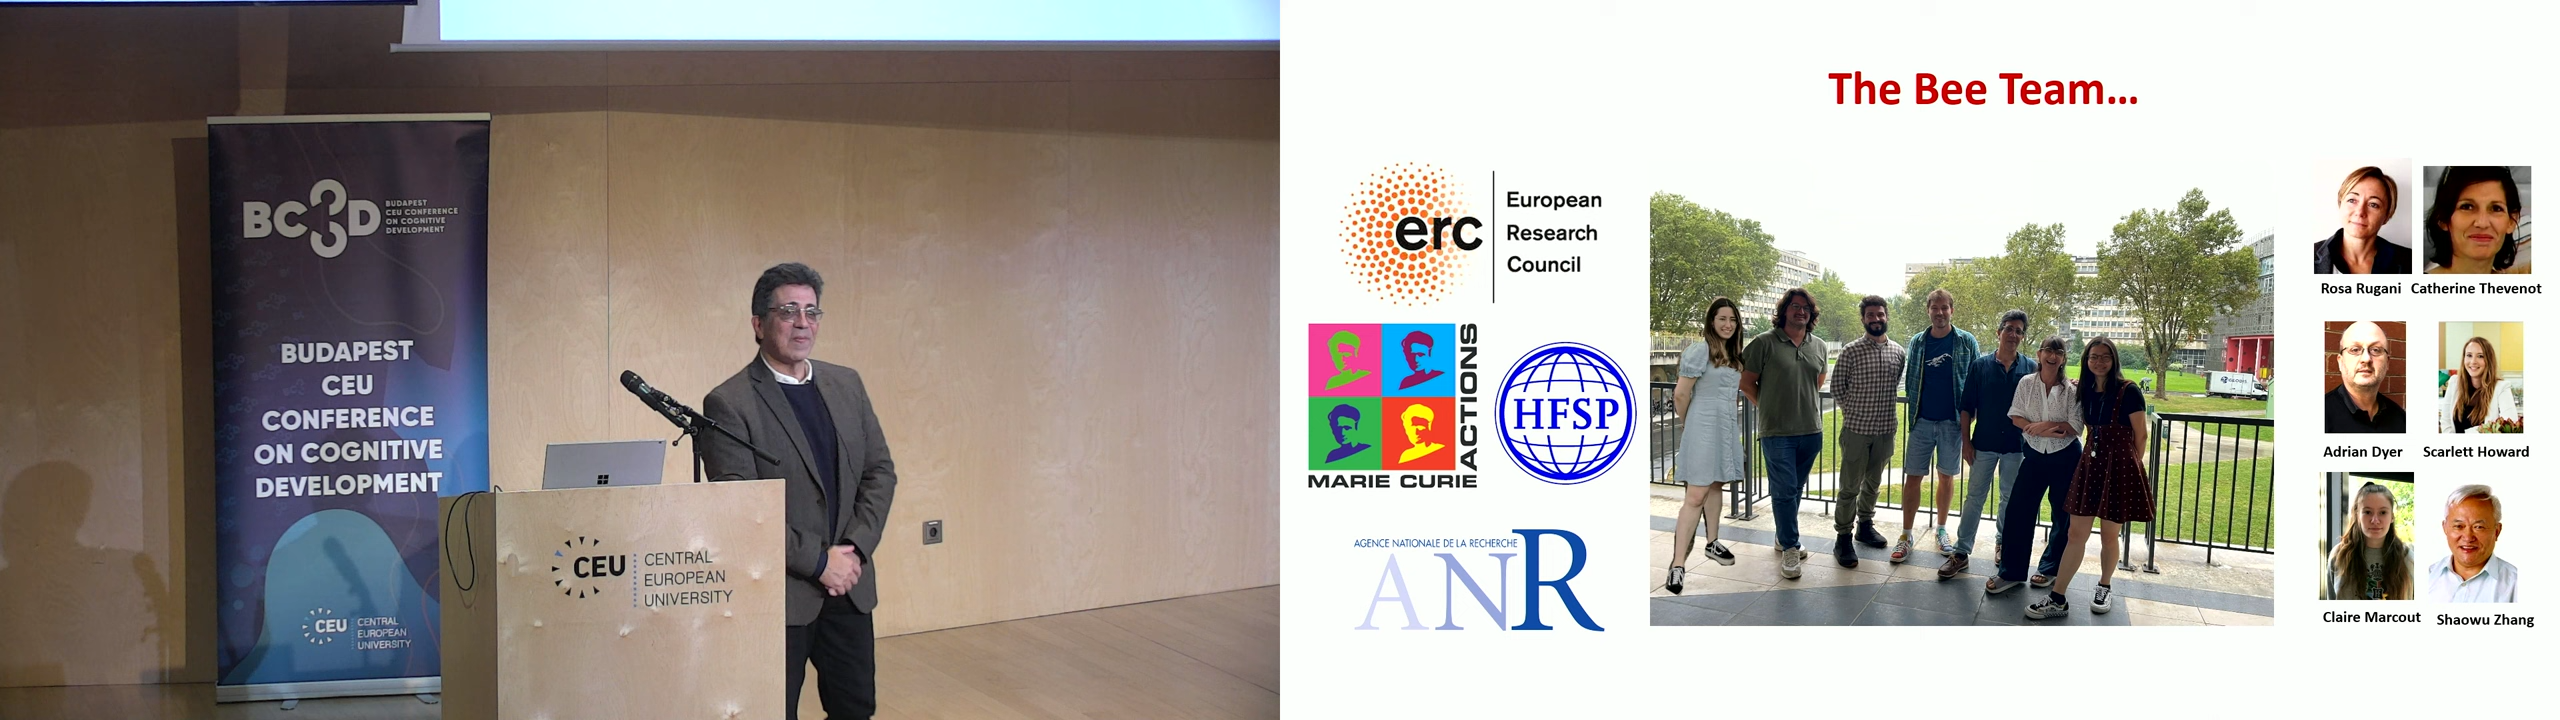 BC3D
BUDAPEST
CEU CONFERENCE
ON COGNITIVE
DEVELOPMENT
BUDAPEST
CEU
CONFERENCE
ON COGNITIVE
DEVELOPMENT
CEU
CENTRAL
EUROPEAN
UNIVERSITY
CEU
CENTRAL
EUROPEAN
UNIVERSITY
The Bee Team...
erc
European
Research
Council
MARIE CURIE
ACTIONS
HFSP
AGENCE NATIONALE DE LA RECHERCHE
ANR
Rosa Rugani
Catherine Thevenot
Adrian Dyer
Scarlett Howard
Claire Marcout
Shaowu Zhang